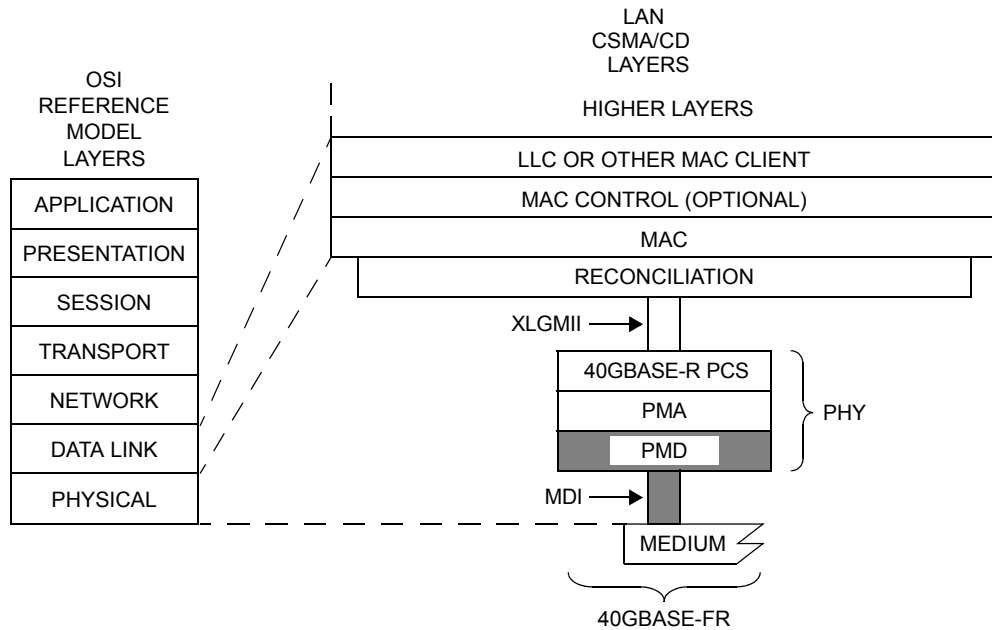 LAN
CSMA/CD
LAYERS
OSI
REFERENCE
MODEL
LAYERS
HIGHER LAYERS
LLC OR OTHER MAC CLIENT
MAC CONTROL (OPTIONAL)
MAC
RECONCILIATION
APPLICATION
PRESENTATION
SESSION
TRANSPORT
NETWORK
DATA LINK
PHYSICAL
XLGMII
40GBASE-R PCS
PMA
PMD
PHY
MDI
MEDIUM
40GBASE-FR